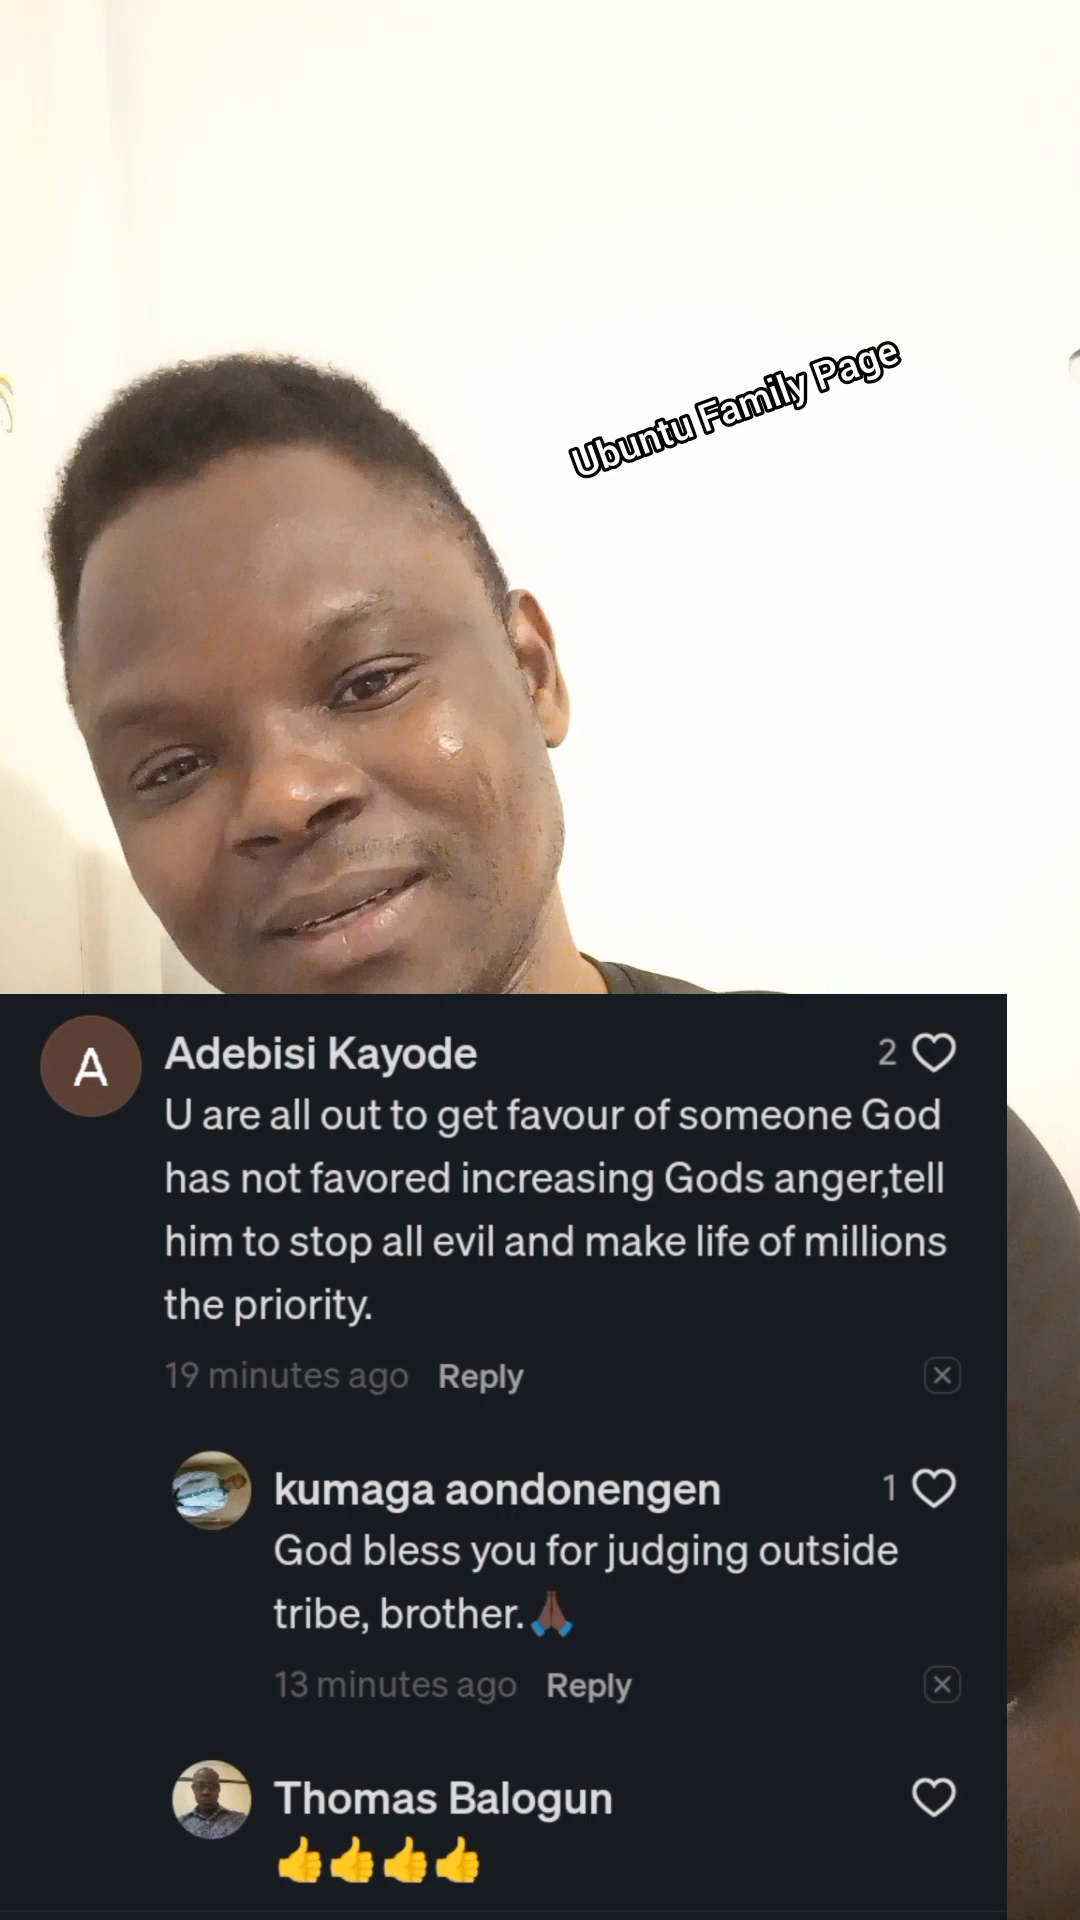 Ubuntu Family Page
A
Adebisi Kayode
2
U are all out to get favour of someone God
has not favored increasing Gods anger,tell
him to stop all evil and make life of millions
the priority.
19 minutes ago Reply
kumaga aondonengen
1
God bless you for judging outside
tribe, brother.🙏🏿
13 minutes ago Reply
Thomas Balogun
👍👍👍👍